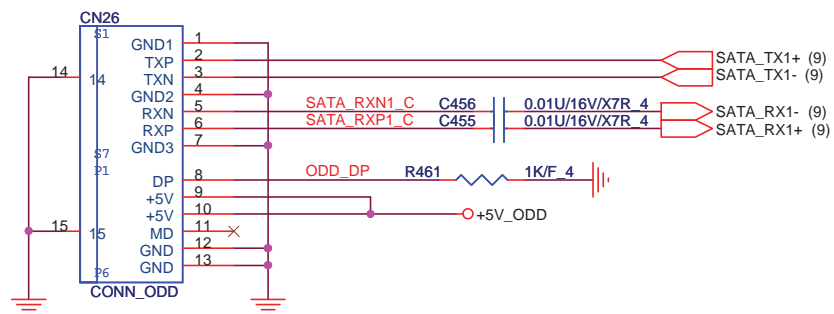 CN26
S1
GND1 1
TXP 2 SATA_TX1+ (9)
14 14 TXN 3 SATA_TX1- (9)
GND2 4
RXN 5 SATA_RXN1_C C456 0.01U/16V/X7R_4 SATA_RX1- (9)
RXP 6 SATA_RXP1_C C455 0.01U/16V/X7R_4 SATA_RX1+ (9)
GND3 7
S7
P1
DP 8 ODD_DP R461 1K/F_4
+5V 9
+5V 10 +5V_ODD
15 15 MD 11
GND 12
GND 13
P6
CONN_ODD